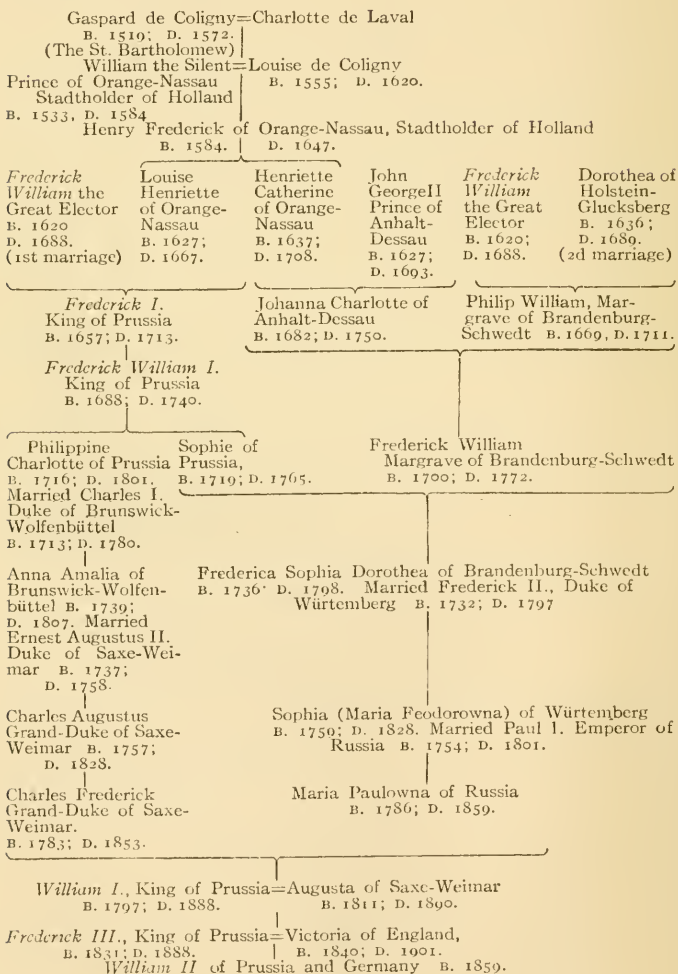 Gaspard de Coligny=Charlotte de Laval
B. 1519; D. 1572.
(The St. Bartholomew)
William the Silent=Louise de Coligny
Prince of Orange-Nassau
B. 1555; D. 1620.
Stadtholder of Holland
B. 1533, D. 1584
Henry Frederick of Orange-Nassau, Stadtholder of Holland
B. 1584. D. 1647.
Frederick
William the
Great Elector
B. 1620
D. 1688.
(1st marriage)
Louise
Henriette
of Orange-
Nassau
B. 1627;
D. 1667.
Henriette
Catherine
of Orange-
Nassau
B. 1637;
D. 1708.
John
George II
Prince of
Anhalt-
Dessau
B. 1627;
D. 1693.
Frederick
William
the Great
Elector
B. 1620;
D. 1688.
Dorothea of
Holstein-
Glucksberg
B. 1636;
D. 1689.
(2d marriage)
Frederick I.
King of Prussia
B. 1657; D. 1713.
Johanna Charlotte of
Anhalt-Dessau
B. 1682; D. 1750.
Philip William, Mar-
grave of Brandenburg-
Schwedt B. 1669, D. 1711.
Frederick William I.
King of Prussia
B. 1688; D. 1740.
Philippine
Charlotte of Prussia
B. 1716; D. 1801.
Married Charles I.
Duke of Brunswick-
Wolfenbüttel
B. 1713; D. 1780.
Sophie of
Prussia,
B. 1719; D. 1765.
Frederick William
Margrave of Brandenburg-Schwedt
B. 1700; D. 1772.
Anna Amalia of
Brunswick-Wolfen-
büttel B. 1739;
D. 1807. Married
Ernest Augustus II.
Duke of Saxe-Wei-
mar B. 1737;
D. 1758.
Frederica Sophia Dorothea of Brandenburg-Schwedt
B. 1736· D. 1798. Married Frederick II., Duke of
Würtemberg B. 1732; D. 1797
Charles Augustus
Grand-Duke of Saxe-
Weimar B. 1757;
D. 1828.
Sophia (Maria Feodorowna) of Würtemberg
B. 1759; D. 1828. Married Paul I. Emperor of
Russia B. 1754; D. 1801.
Charles Frederick
Grand-Duke of Saxe-
Weimar.
B. 1783; D. 1853.
Maria Paulowna of Russia
B. 1786; D. 1859.
William I., King of Prussia=Augusta of Saxe-Weimar
B. 1797; D. 1888. B. 1811; D. 1890.
Frederick III., King of Prussia=Victoria of England,
B. 1831; D. 1888. B. 1840; D. 1901.
William II of Prussia and Germany B. 1859.